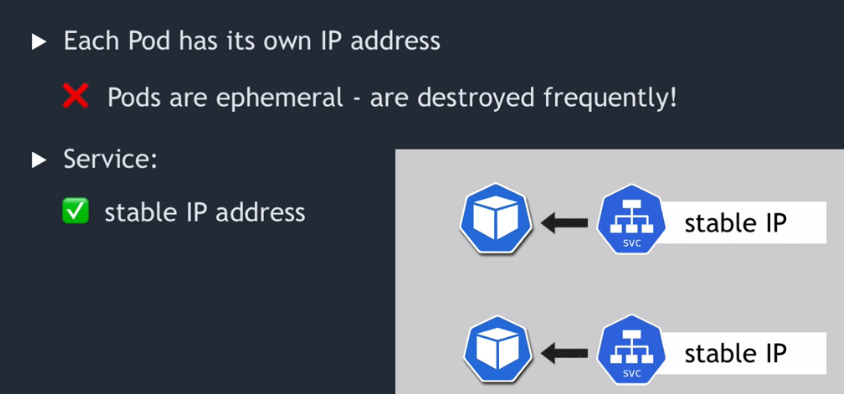 Each Pod has its own IP address
Pods are ephemeral - are destroyed frequently!
Service:
stable IP address
svc
stable IP
svc
stable IP